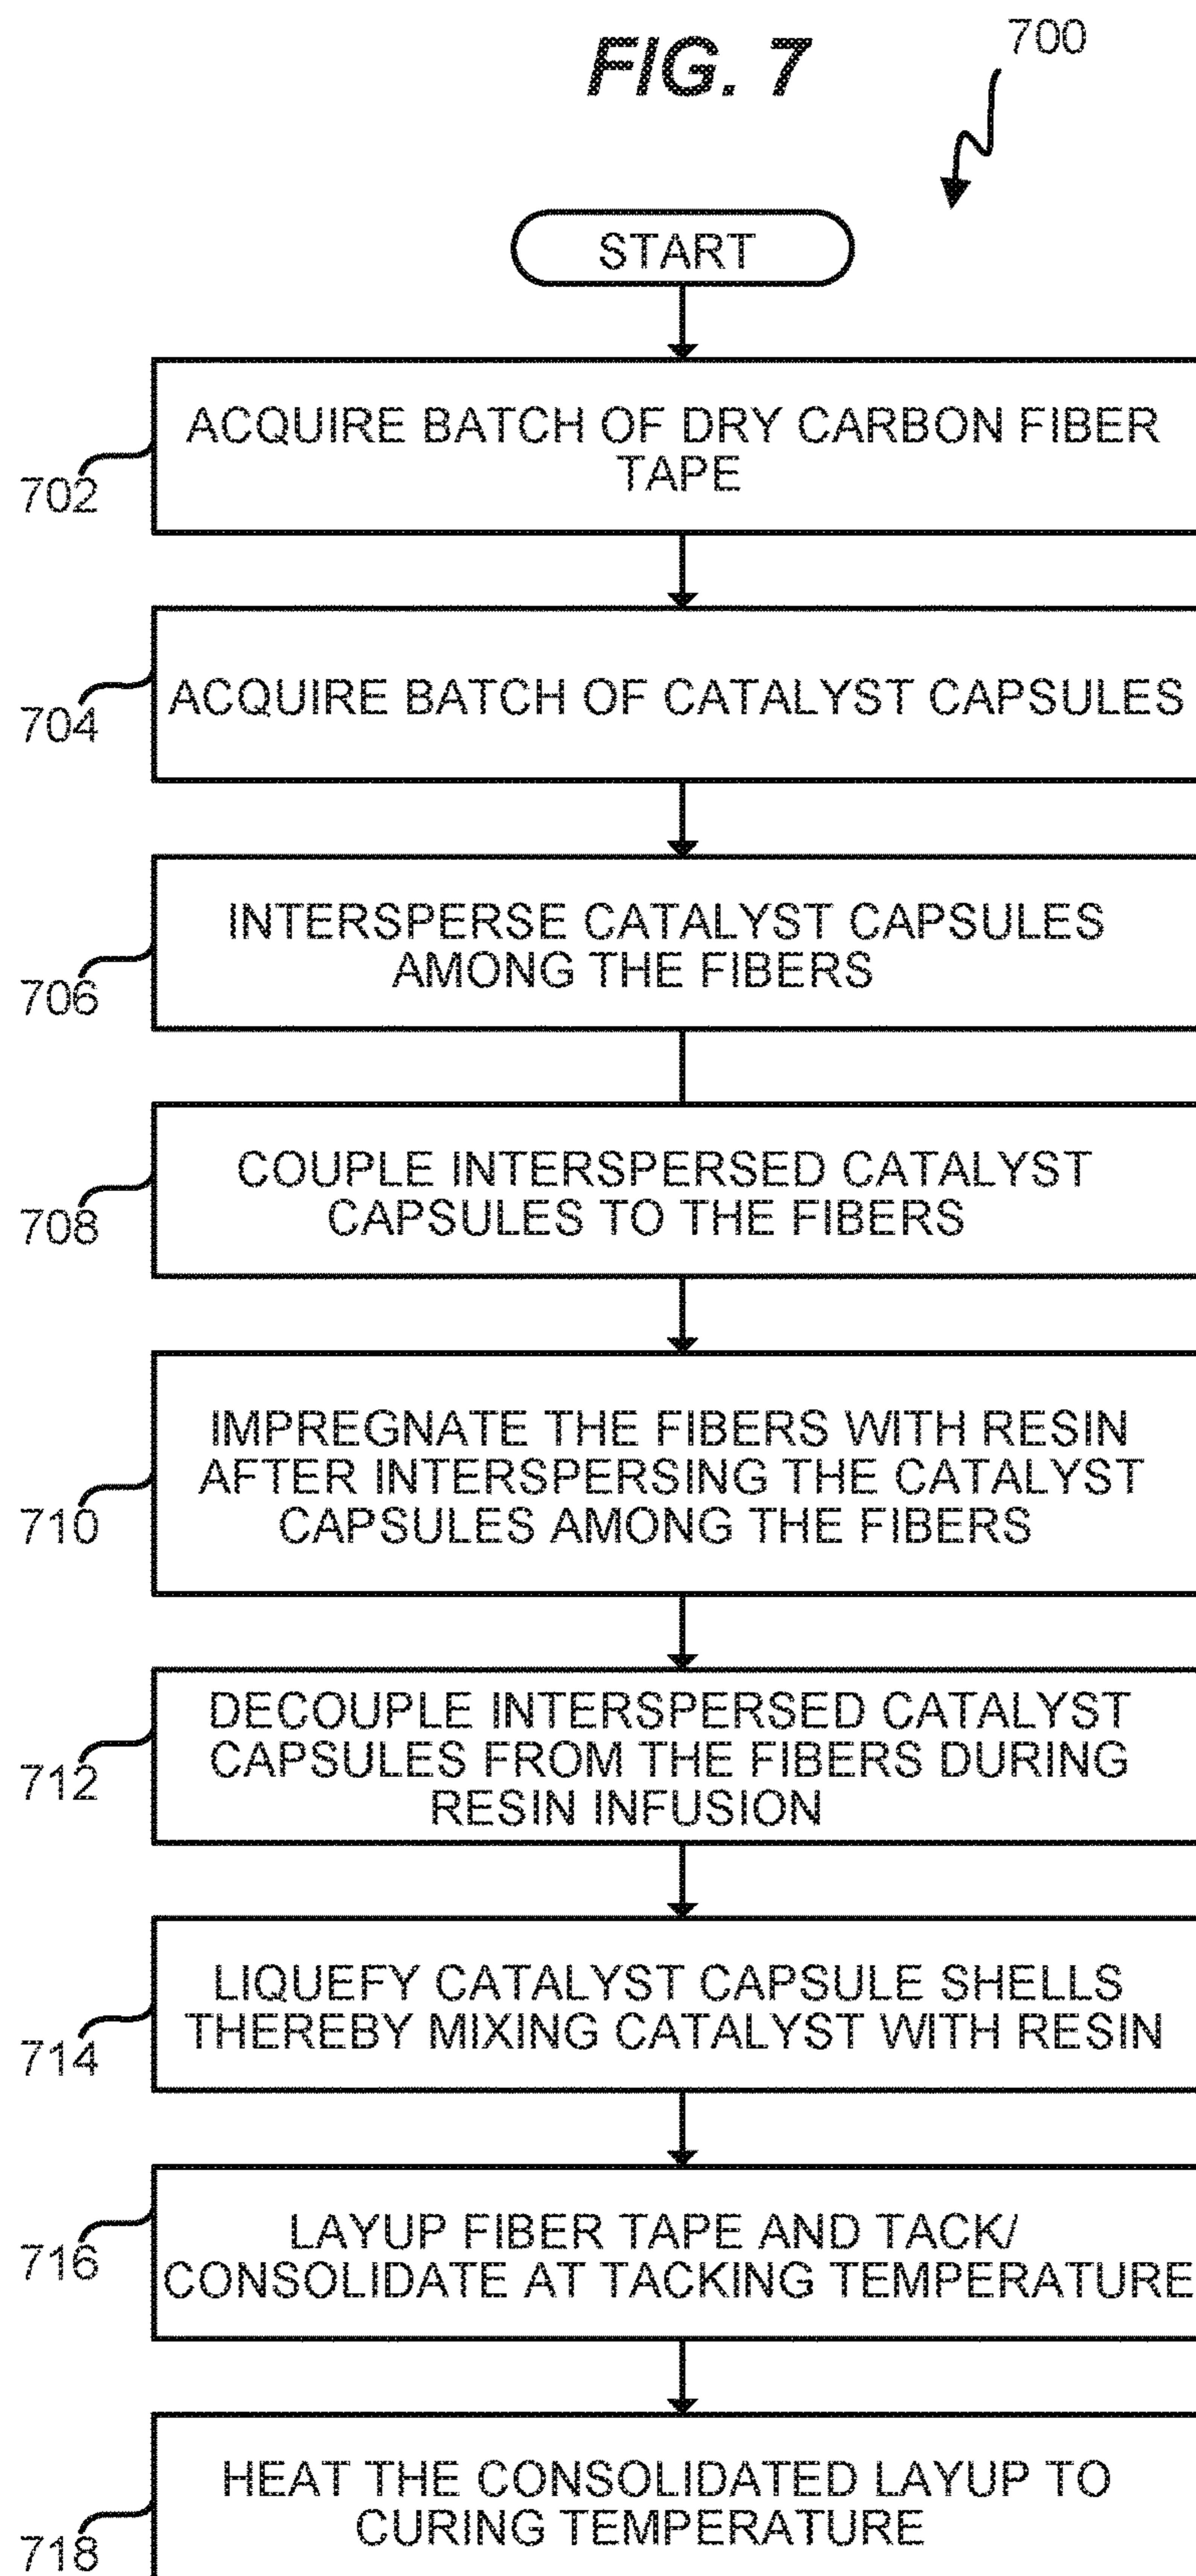 FIG. 7
700
START
ACQUIRE BATCH OF DRY CARBON FIBER
TAPE
702
ACQUIRE BATCH OF CATALYST CAPSULES
704
INTERSPERSE CATALYST CAPSULES
AMONG THE FIBERS
706
COUPLE INTERSPERSED CATALYST
CAPSULES TO THE FIBERS
708
IMPREGNATE THE FIBERS WITH RESIN
AFTER INTERSPERSING THE CATALYST
CAPSULES AMONG THE FIBERS
710
DECOUPLE INTERSPERSED CATALYST
CAPSULES FROM THE FIBERS DURING
RESIN INFUSION
712
LIQUEFY CATALYST CAPSULE SHELLS
THEREBY MIXING CATALYST WITH RESIN
714
LAYUP FIBER TAPE AND TACK/
CONSOLIDATE AT TACKING TEMPERATURE
716
HEAT THE CONSOLIDATED LAYUP TO
CURING TEMPERATURE
718